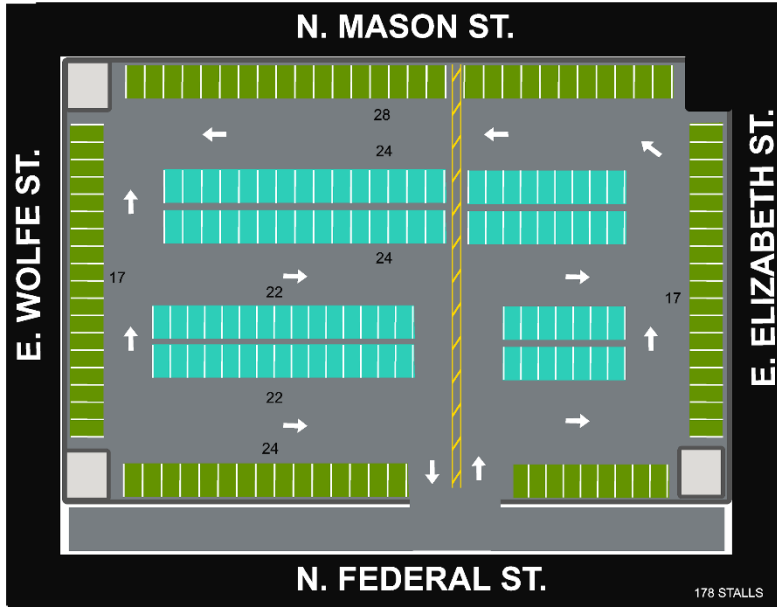 N. MASON ST.
28
24
E. WOLFE ST.
E. ELIZABETH ST.
24
17
22
17
22
24
N. FEDERAL ST.
178 STALLS